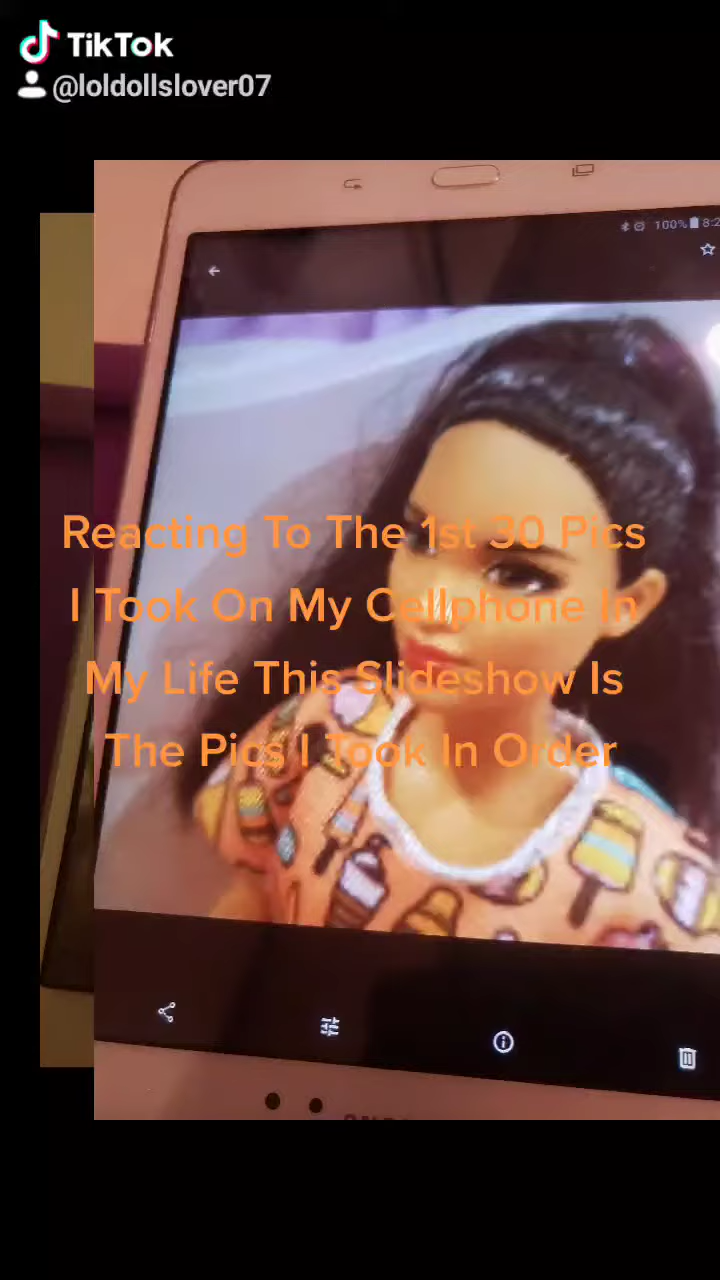 TikTok
@loldollslover07
100%
Reacting To The 1st 30 Pics
I Took On My Cellphone In
My Life This Slideshow Is
The Pics I Took In Order